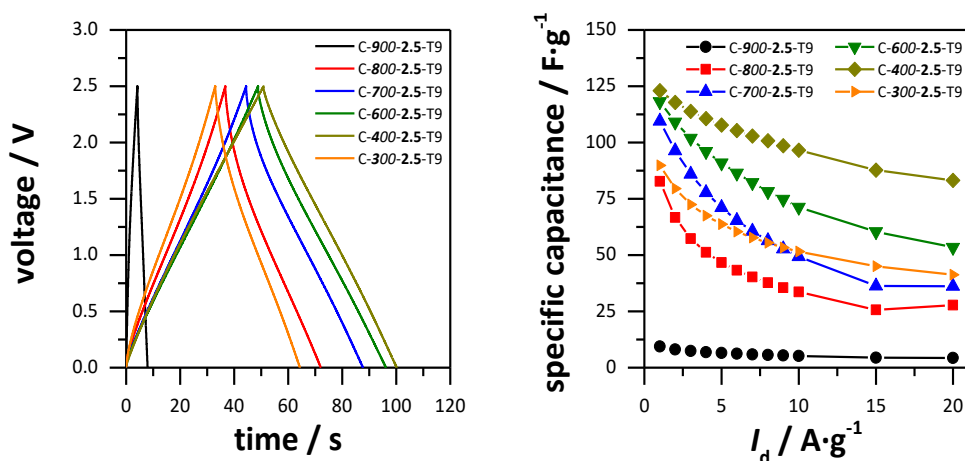 3.0
2.5
2.0
1.5
1.0
0.5
0.0
voltage / V
0 20 40 60 80 100 120
time / s
C-900-2.5-T9
C-800-2.5-T9
C-700-2.5-T9
C-600-2.5-T9
C-400-2.5-T9
C-300-2.5-T9
150
125
100
75
50
25
0
specific capacitance / F·g⁻¹
0 5 10 15 20
I_d / A·g⁻¹
C-900-2.5-T9 C-600-2.5-T9
C-800-2.5-T9 C-400-2.5-T9
C-700-2.5-T9 C-300-2.5-T9